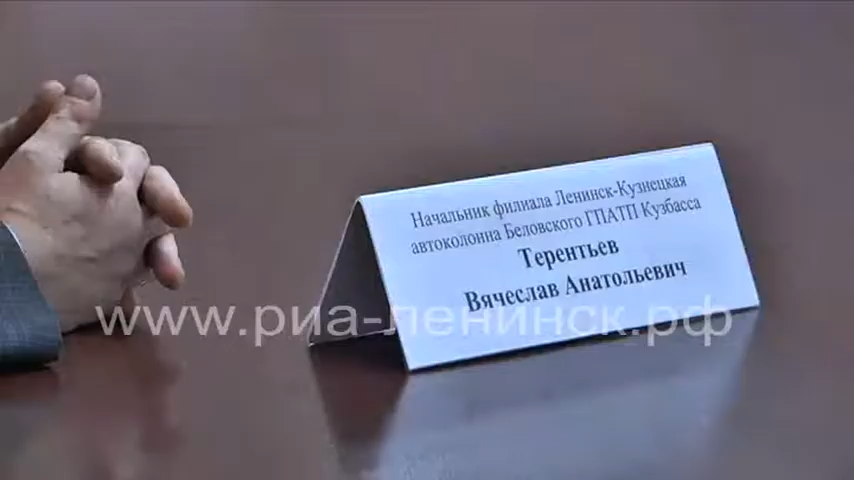 Начальник филиала Ленинск-Кузнецкая
автоколонна Беловского ГПАТП Кузбасса
Терентьев
Вячеслав Анатольевич
www.риа-ленинск.рф